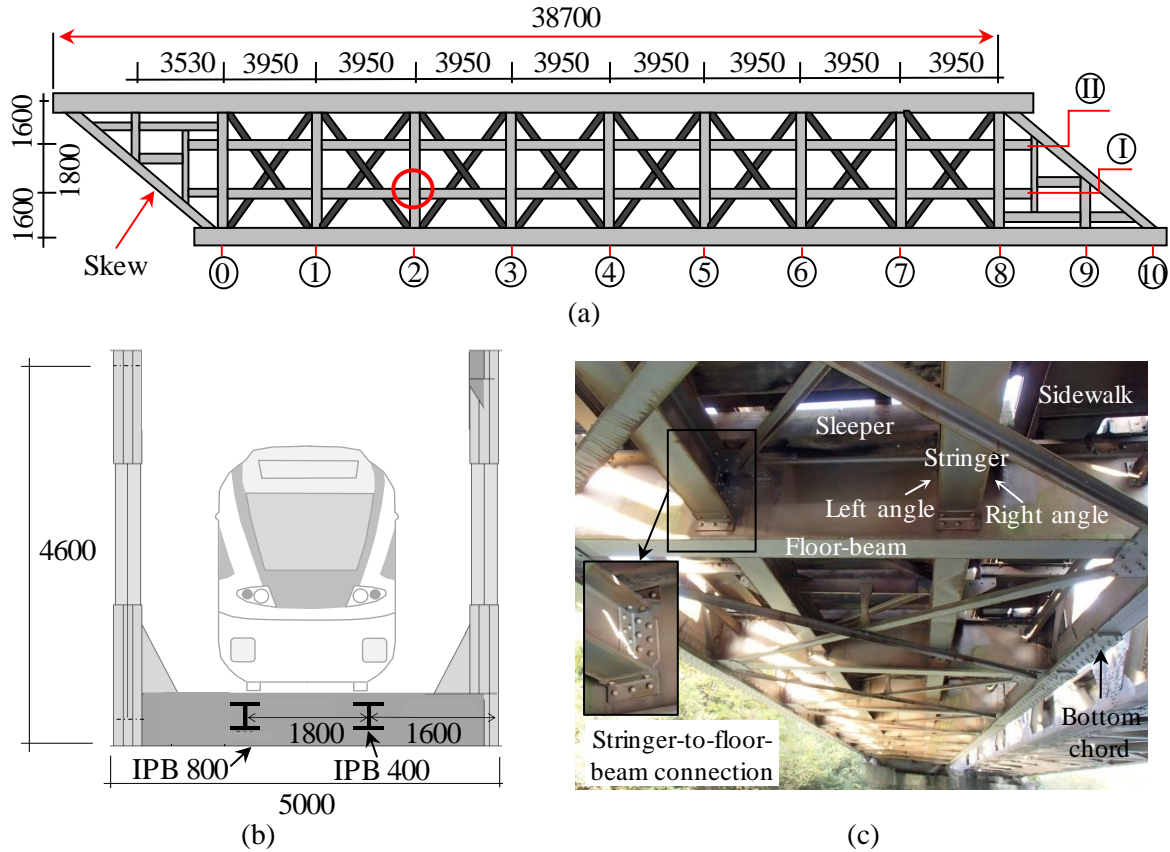 38700
3530 3950 3950 3950 3950 3950 3950 3950 3950
1600
1800
1600
Ⅱ
Ⅰ
Skew
⓪ ① ② ③ ④ ⑤ ⑥ ⑦ ⑧ ⑨ ⑩
(a)
4600
1800 1600
IPB 800 IPB 400
5000
(b)
Sidewalk
Sleeper
Stringer
Left angle Right angle
Floor-beam
Stringer-to-floor-
beam connection
Bottom
chord
(c)